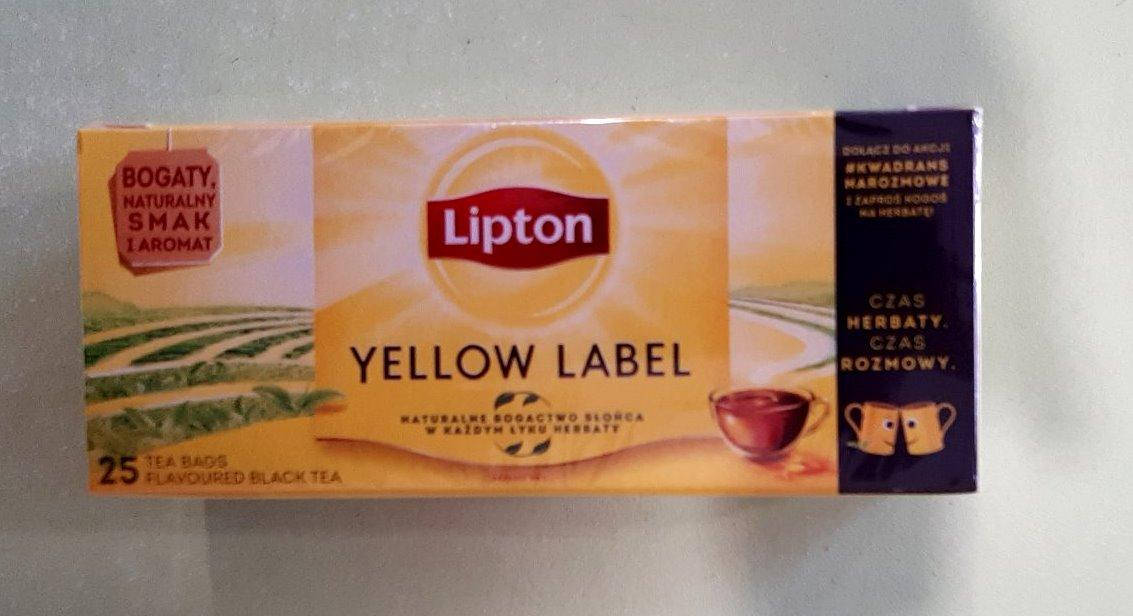 BOGATY,
NATURALNY
SMAK
I AROMAT
Lipton
YELLOW LABEL
NATURALNE BOGACTWO SŁOŃCA
W KAŻDYM ŁYKU HERBATY
25 TEA BAGS
FLAVOURED BLACK TEA
DOŁĄCZ DO AKCJI
#KWADRANS
NAROZMOWĘ
I ZAPROŚ KOGOŚ
NA HERBATĘ!
CZAS
HERBATY.
CZAS
ROZMOWY.